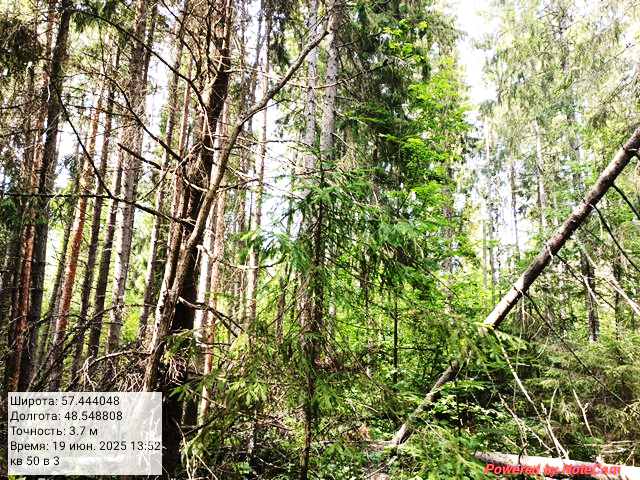 Широта: 57.444048
Долгота: 48.548808
Точность: 3.7 м
Время: 19 июн. 2025 13:52
кв 50 в 3
Powered by NoteCam